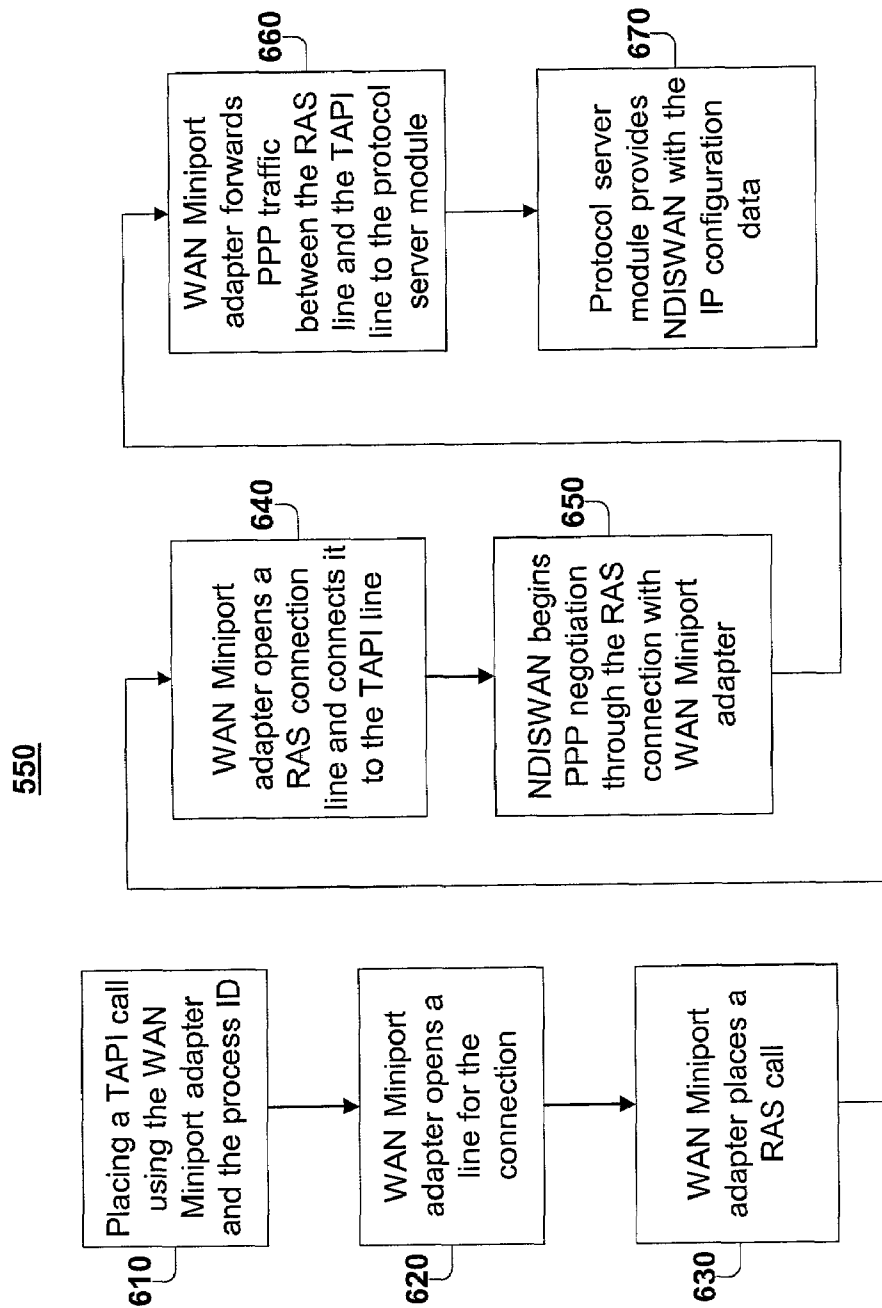 550
Placing a TAPI call
using the WAN
Miniport adapter
and the process ID
610
WAN Miniport
adapter opens a
line for the
connection
620
WAN Miniport
adapter places a
RAS call
630
WAN Miniport
adapter opens a
RAS connection
line and connects it
to the TAPI line
640
NDISWAN begins
PPP negotiation
through the RAS
connection with
WAN Miniport
adapter
650
WAN Miniport
adapter forwards
PPP traffic
between the RAS
line and the TAPI
line to the protocol
server module
660
Protocol server
module provides
NDISWAN with the
IP configuration
data
670